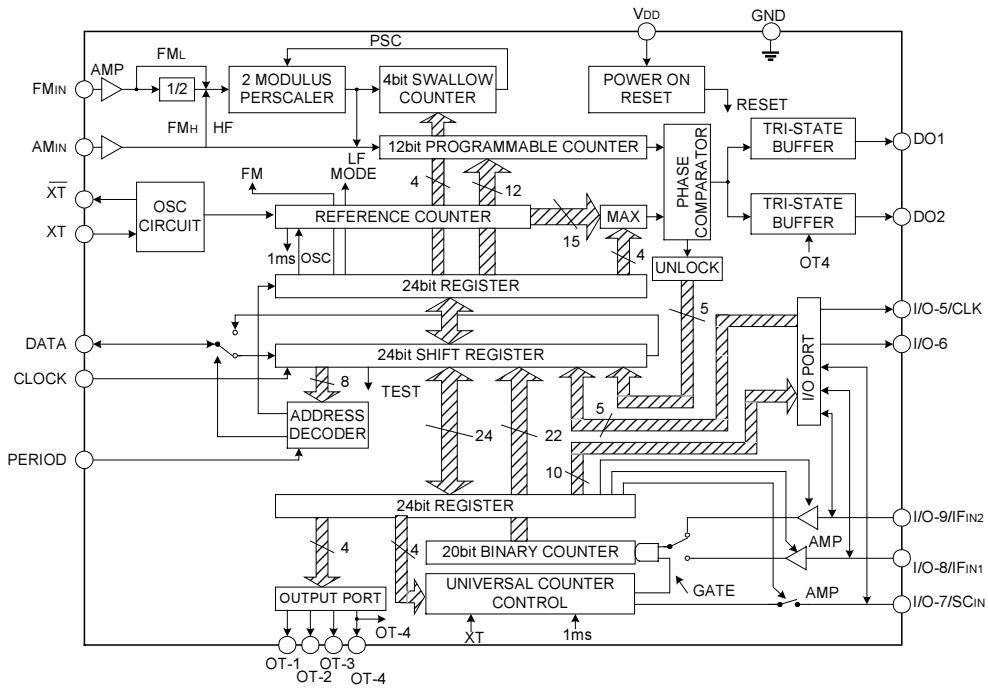 VDD
GND
PSC
FML
AMP
FMIN
1/2
2 MODULUS
PERSCALER
4bit SWALLOW
COUNTER
POWER ON
RESET
RESET
FMH
HF
TRI-STATE
BUFFER
DO1
AMIN
12bit PROGRAMMABLE COUNTER
PHASE
COMPARATOR
LF
MODE
FM
4
12
XT
OSC
CIRCUIT
XT
REFERENCE COUNTER
15
MAX
TRI-STATE
BUFFER
DO2
OT4
1ms
OSC
4
UNLOCK
24bit REGISTER
5
I/O-5/CLK
DATA
24bit SHIFT REGISTER
I/O-6
I/O PORT
CLOCK
8
TEST
ADDRESS
DECODER
5
24
22
PERIOD
10
24bit REGISTER
I/O-9/IFIN2
4
4
20bit BINARY COUNTER
AMP
I/O-8/IFIN1
GATE
UNIVERSAL COUNTER
CONTROL
AMP
I/O-7/SCIN
OUTPUT PORT
OT-4
XT
1ms
OT-1
OT-2
OT-3
OT-4